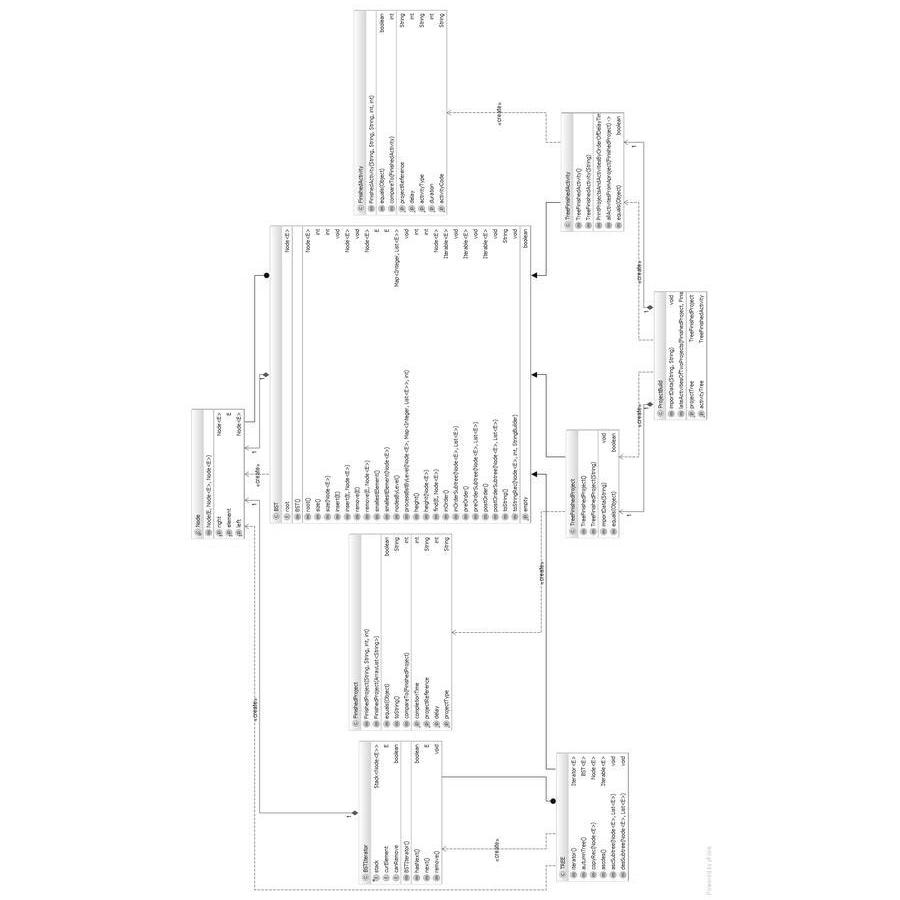 FinishedActivity
FinishedActivity(String, String, String, int, int)
equals(Object) boolean
compareTo(FinishedActivity) int
projectReference String
delay int
activityType String
duration int
activityCode String
«create»
TreeFinishedActivity
TreeFinishedActivity()
TreeFinishedActivity(String)
PrintProjectsAndActivitiesByOrderOfDelayTim
equals(Object) boolean
1
«create»
Node
Node(E, Node<E>, Node<E>)
right Node<E>
element E
left Node<E>
1
1
«create»
1
BST
root Node<E>
BST()
root() Node<E>
size() int
size(Node<E>) int
insert(E) void
insert(E, Node<E>) Node<E>
remove(E) void
remove(E, Node<E>) Node<E>
smallestElement() E
smallestElement(Node<E>) E
nodesByLevel() Map<Integer, List<E>>
processBstByLevel(Node<E>, Map<Integer, List<E>>, int) void
height() int
height(Node<E>) int
find(E, Node<E>) Node<E>
inOrder() Iterable<E>
inOrderSubtree(Node<E>, List<E>) void
preOrder() Iterable<E>
preOrderSubtree(Node<E>, List<E>) void
postOrder() Iterable<E>
postOrderSubtree(Node<E>, List<E>) void
toString() String
toStringRec(Node<E>, int, StringBuilder) void
empty boolean
ProjectBuild
importData(String, String) void
projectTree TreeFinishedProject
activityTree TreeFinishedActivity
1
1
«create»
TreeFinishedProject
TreeFinishedProject()
TreeFinishedProject(String)
importData(String) void
equals(Object) boolean
1
«create»
FinishedProject
FinishedProject(String, String, int, int)
FinishedProject(ArrayList<String>)
equals(Object) boolean
toString() String
compareTo(FinishedProject) int
completionTime int
projectReference String
delay int
projectType String
«create»
BSTIterator
stack Stack<Node<E>>
curElement E
canRemove boolean
BSTIterator()
hasNext() boolean
next() E
remove() void
1
«create»
TREE
iterator() Iterator<E>
autumnTree() BST<E>
copyRec(Node<E>) Node<E>
ascdes() Iterable<E>
ascSubtree(Node<E>, List<E>) void
desSubtree(Node<E>, List<E>) void
Powered by yFiles